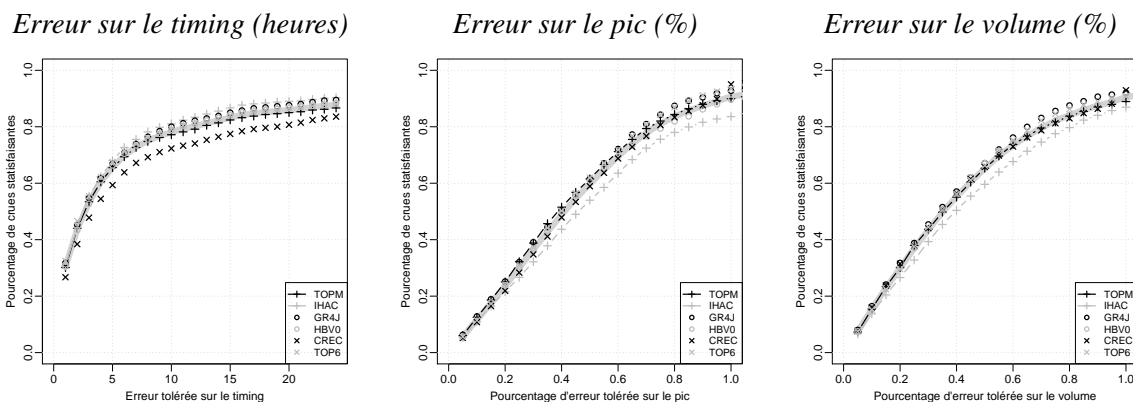 Erreur sur le timing (heures)
Erreur sur le pic (%)
Erreur sur le volume (%)
Pourcentage de crues statisfaisantes
1.0
0.8
0.6
0.4
0.2
0.0
0
5
10
15
20
Erreur tolérée sur le timing
TOPM
IHAC
GR4J
HBV0
CREC
TOP6
Pourcentage de crues statisfaisantes
1.0
0.8
0.6
0.4
0.2
0.0
0.0
0.2
0.4
0.6
0.8
1.0
Pourcentage d'erreur tolérée sur le pic
TOPM
IHAC
GR4J
HBV0
CREC
TOP6
Pourcentage de crues statisfaisantes
1.0
0.8
0.6
0.4
0.2
0.0
0.0
0.2
0.4
0.6
0.8
1.0
Pourcentage d'erreur tolérée sur le volume
TOPM
IHAC
GR4J
HBV0
CREC
TOP6